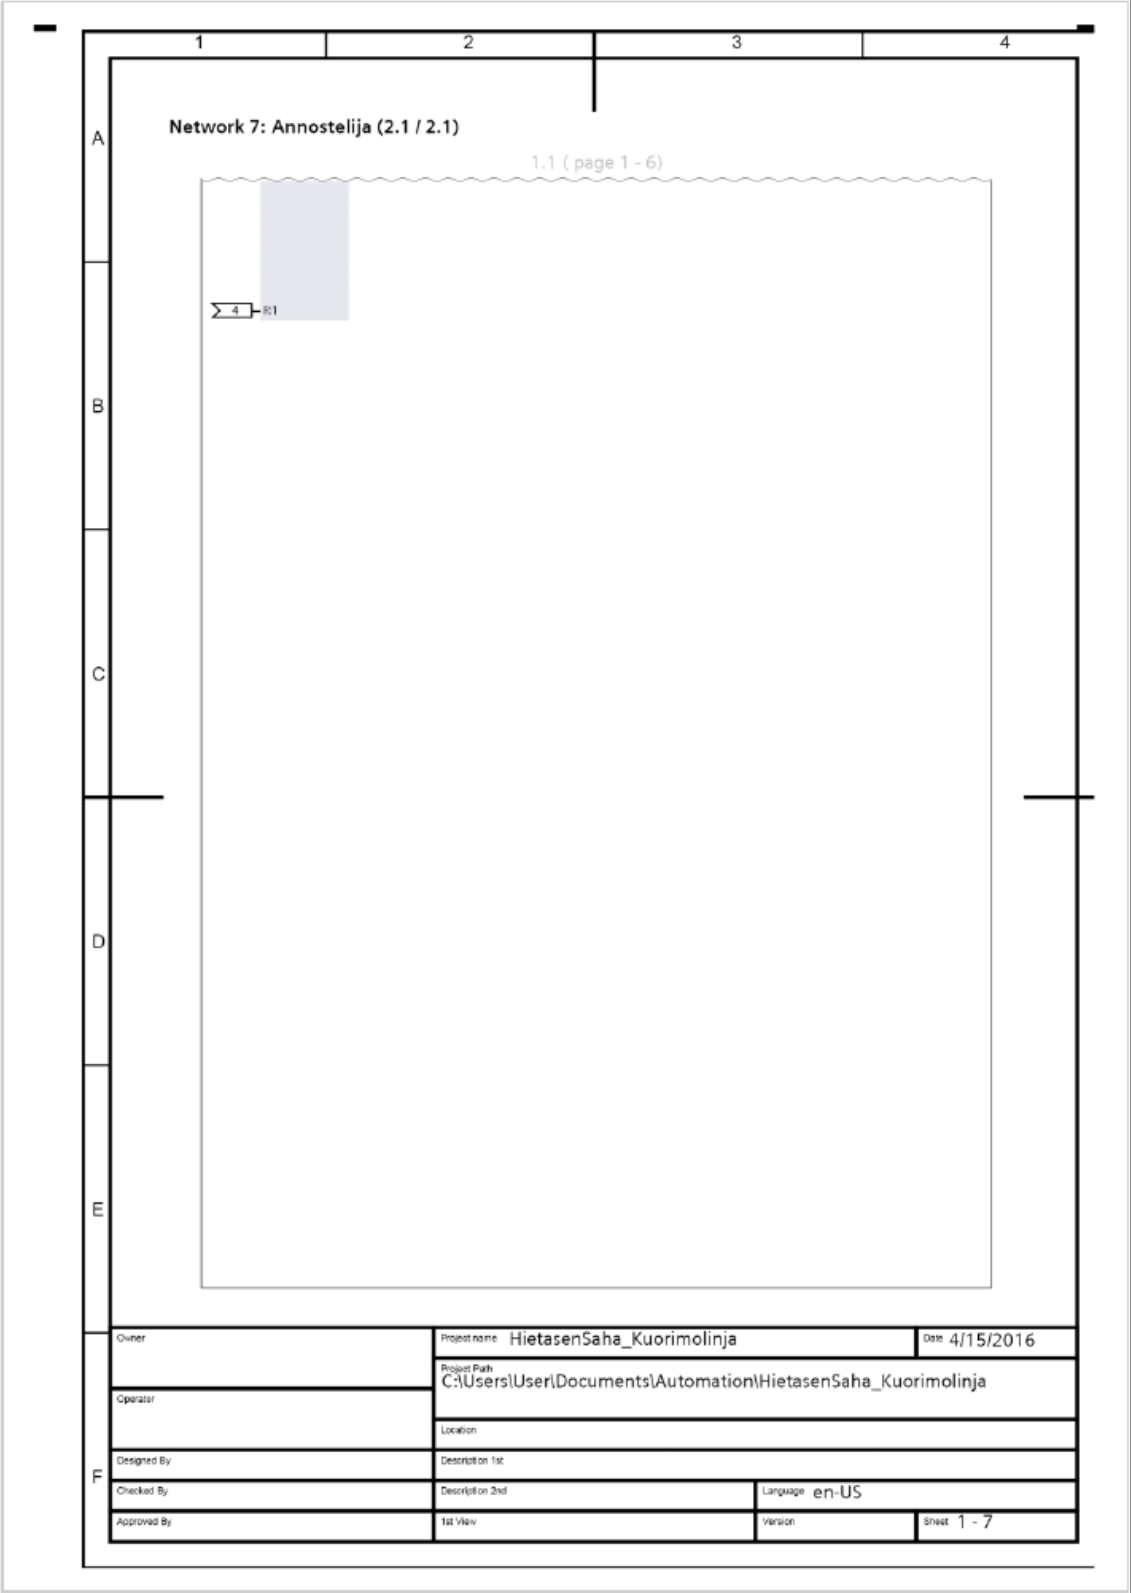 1 2 3 4
A
Network 7: Annostelija (2.1 / 2.1)
1.1 ( page 1 - 6)
4 R1
B
C
D
E
F
Owner
Project name HietasenSaha_Kuorimolinja
Date 4/15/2016
Project Path
C:\Users\User\Documents\Automation\HietasenSaha_Kuorimolinja
Operator
Location
Designed By
Description 1st
Checked By
Description 2nd
Language en-US
Approved By
1st View
Version
Sheet 1 - 7